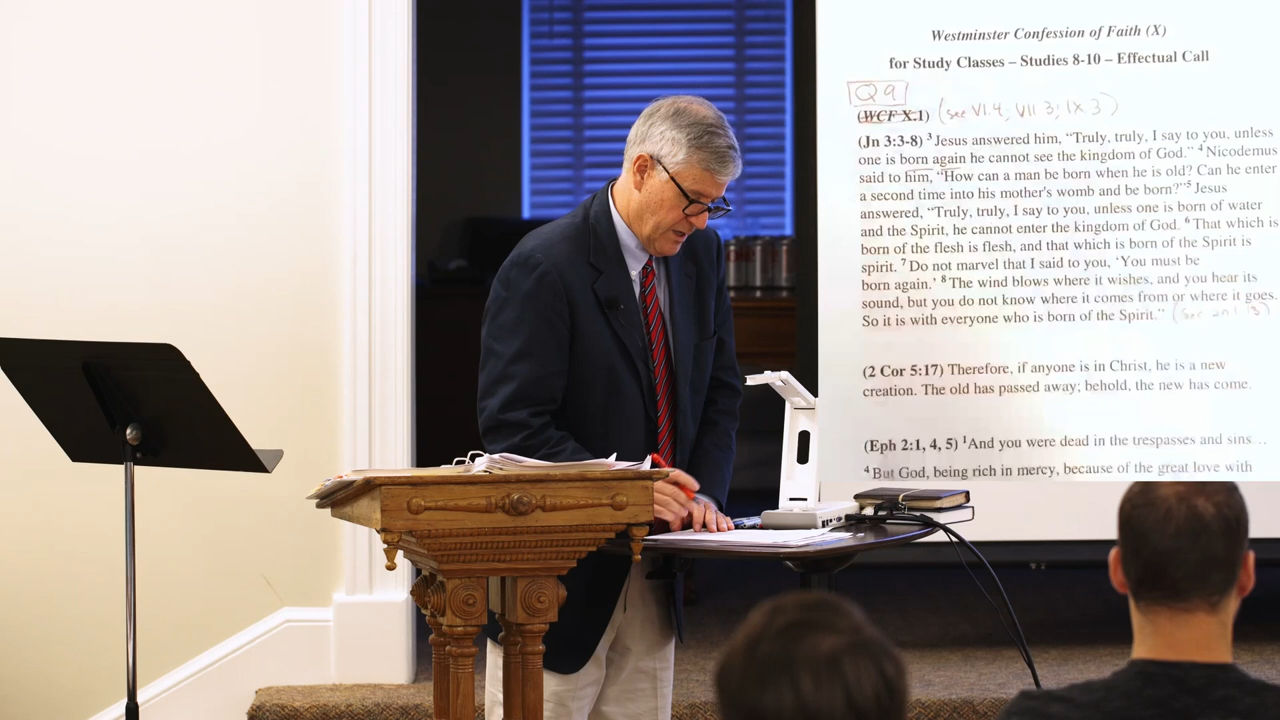 Westminster Confession of Faith (X)
for Study Classes – Studies 8-10 – Effectual Call
Q 9
(WCF X.1) (see VI.4; VII 3; IX 3)
(Jn 3:3-8) ³ Jesus answered him, “Truly, truly, I say to you, unless
one is born again he cannot see the kingdom of God.” ⁴ Nicodemus
said to him, “How can a man be born when he is old? Can he enter
a second time into his mother's womb and be born?” ⁵ Jesus
answered, “Truly, truly, I say to you, unless one is born of water
and the Spirit, he cannot enter the kingdom of God. ⁶ That which is
born of the flesh is flesh, and that which is born of the Spirit is
spirit. ⁷ Do not marvel that I said to you, ‘You must be
born again.’ ⁸ The wind blows where it wishes, and you hear its
sound, but you do not know where it comes from or where it goes.
So it is with everyone who is born of the Spirit.” (see
(2 Cor 5:17) Therefore, if anyone is in Christ, he is a new
creation. The old has passed away; behold, the new has come.
(Eph 2:1, 4, 5) ¹And you were dead in the trespasses and sins…
⁴ But God, being rich in mercy, because of the great love with